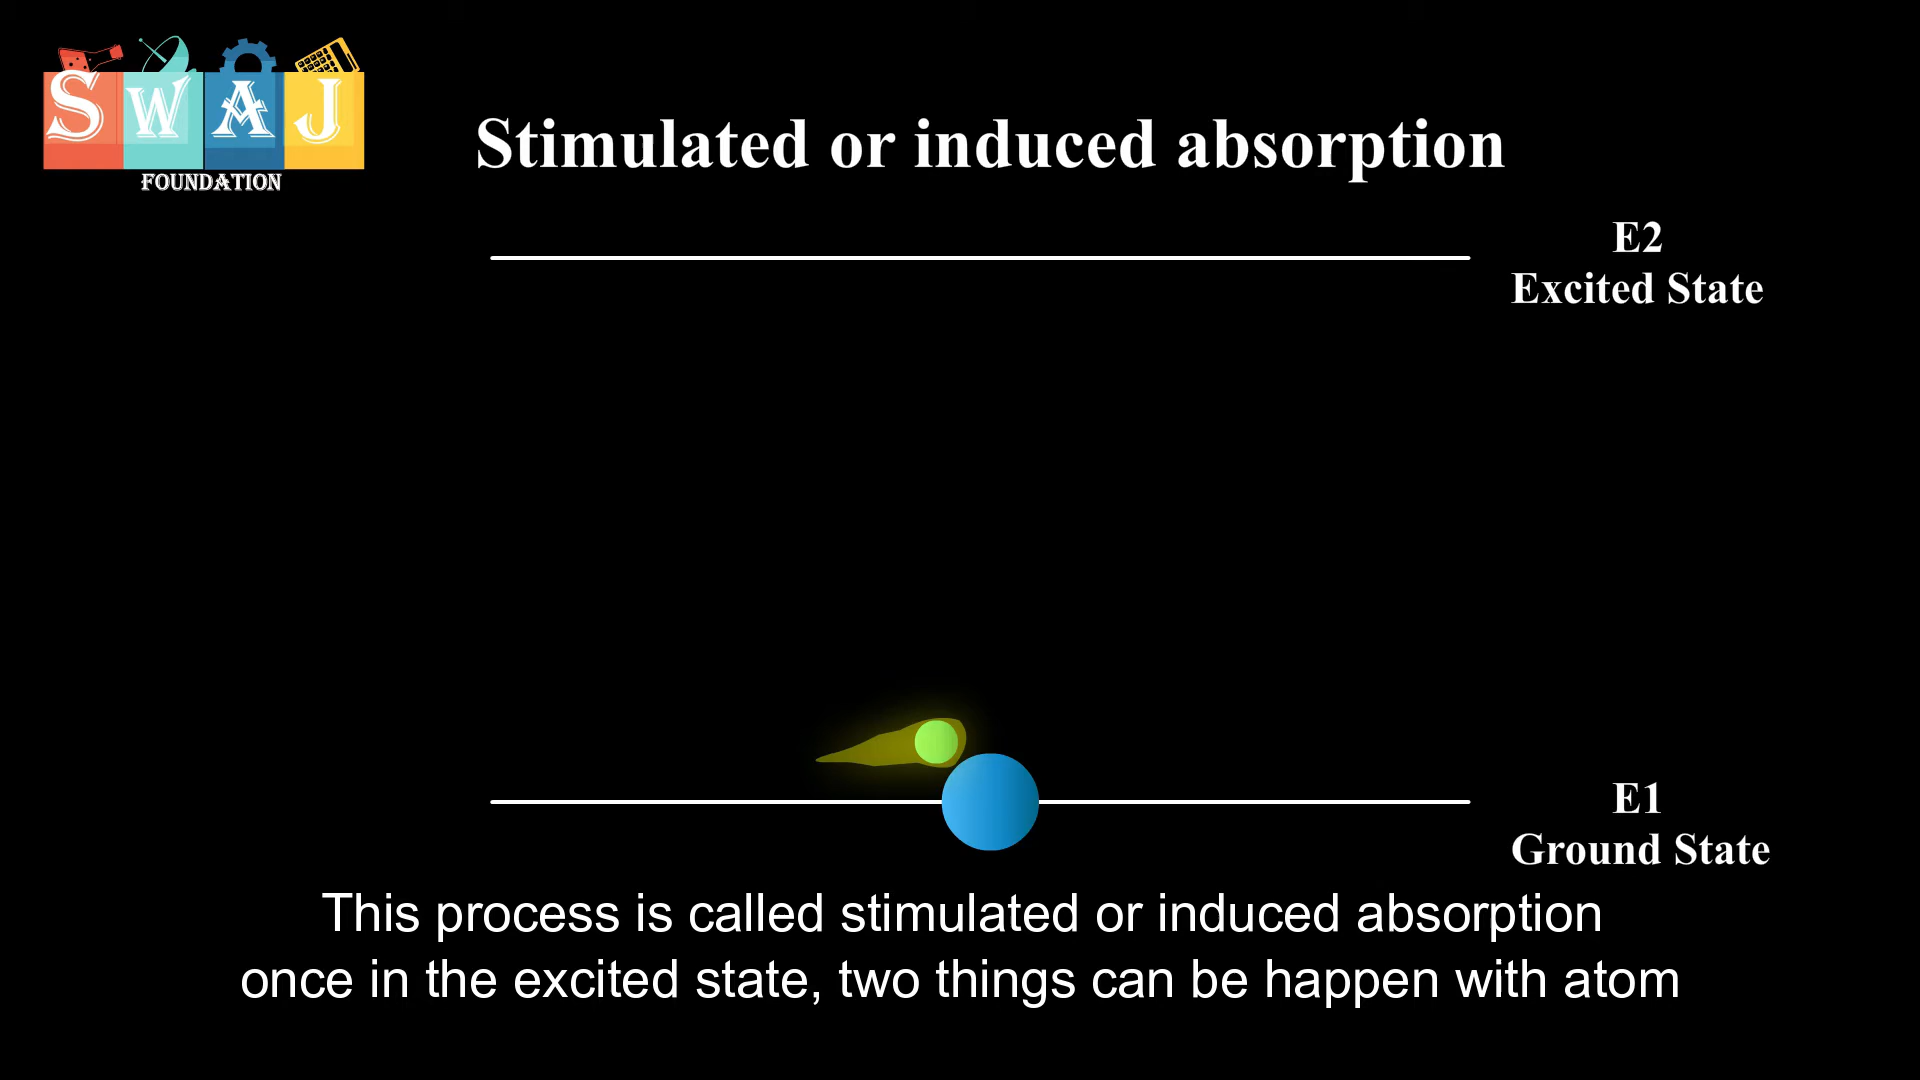 SWAJ
FOUNDATION
Stimulated or induced absorption
E2
Excited State
E1
Ground State
This process is called stimulated or induced absorption
once in the excited state, two things can be happen with atom